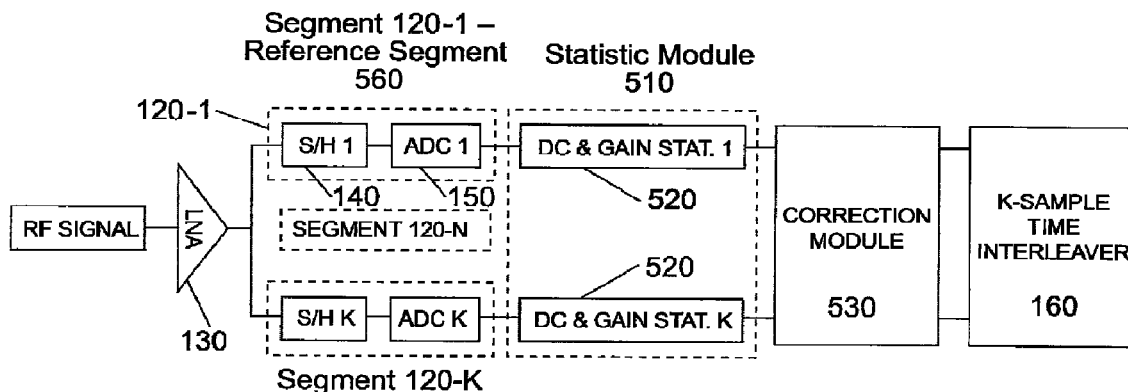 Segment 120-1 –
Reference Segment
560
Statistic Module
510
120-1
S/H 1
ADC 1
DC & GAIN STAT. 1
140
150
520
RF SIGNAL
LNA
SEGMENT 120-N
CORRECTION
MODULE
530
K-SAMPLE
TIME
INTERLEAVER
160
520
S/H K
ADC K
DC & GAIN STAT. K
130
Segment 120-K